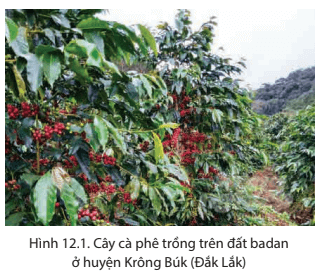 Hình 12.1. Cây cà phê trồng trên đất badan
ở huyện Krông Búk (Đắk Lắk)